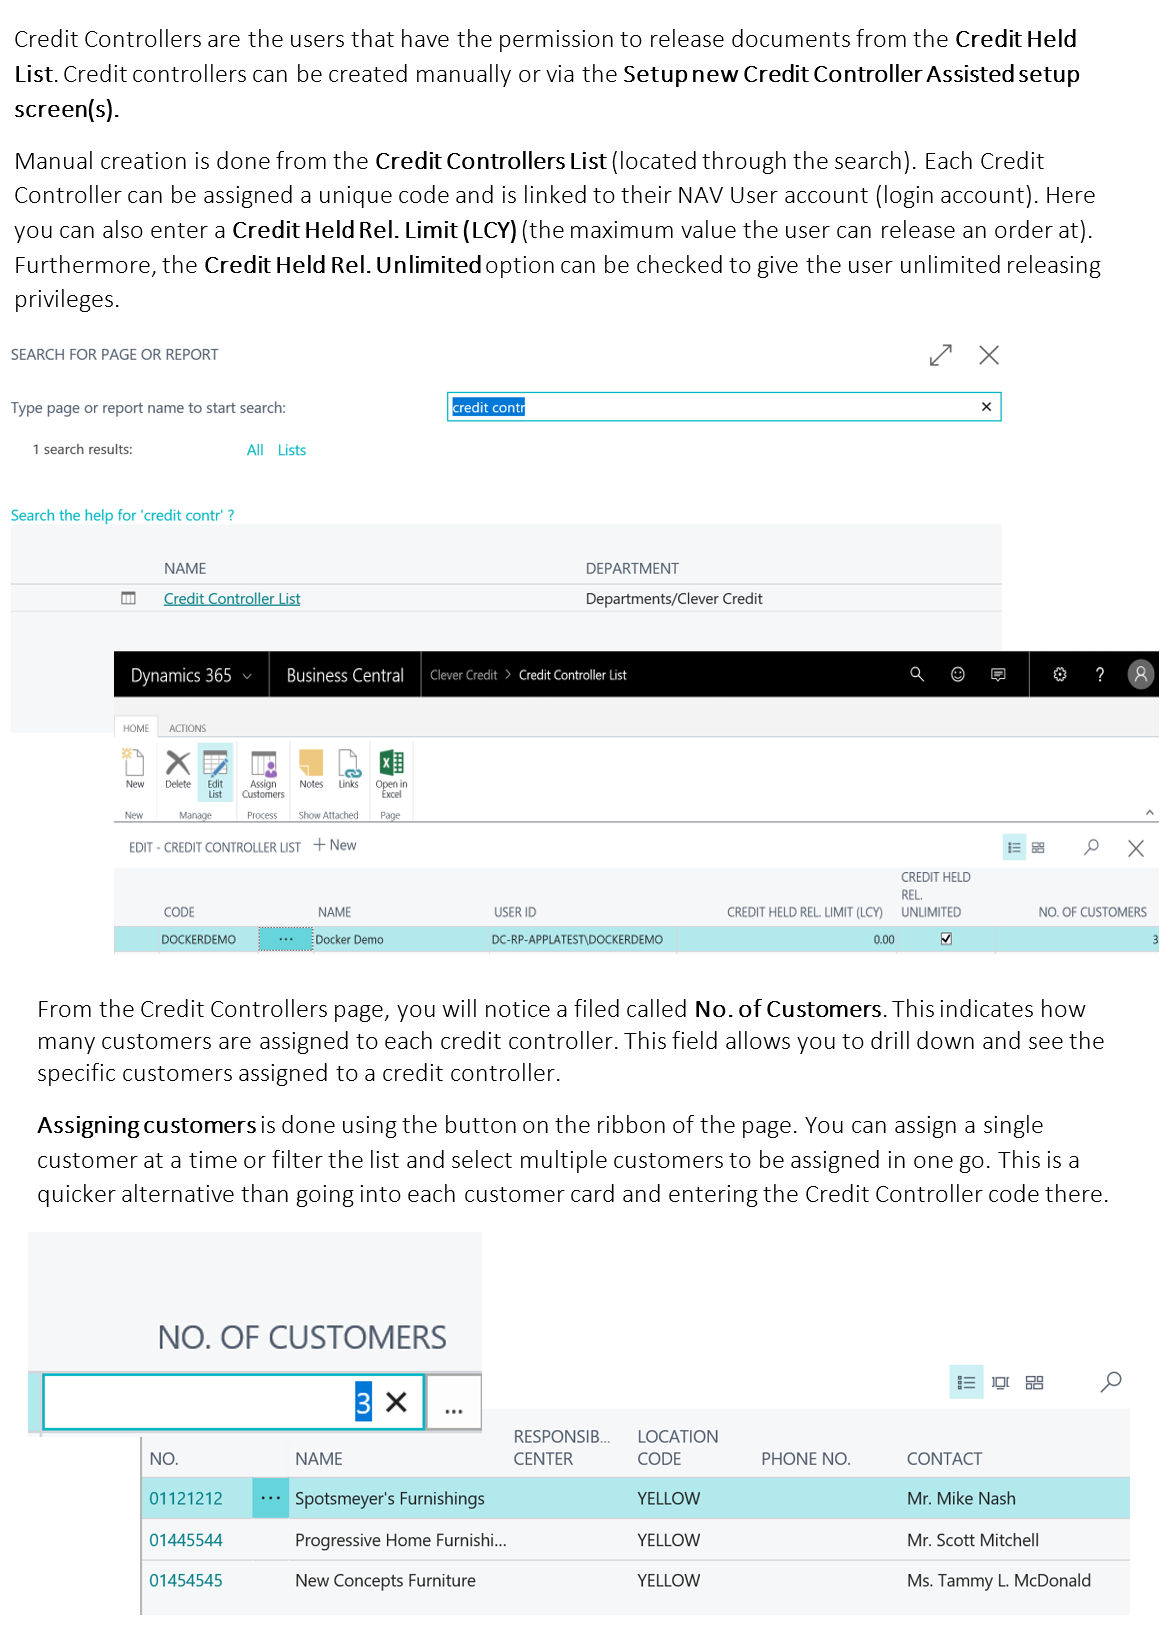 Credit Controllers are the users that have the permission to release documents from the Credit Held
List. Credit controllers can be created manually or via the Setup new Credit Controller Assisted setup
screen(s).
Manual creation is done from the Credit Controllers List (located through the search). Each Credit
Controller can be assigned a unique code and is linked to their NAV User account (login account). Here
you can also enter a Credit Held Rel. Limit (LCY) (the maximum value the user can release an order at).
Furthermore, the Credit Held Rel. Unlimited option can be checked to give the user unlimited releasing
privileges.
SEARCH FOR PAGE OR REPORT
Type page or report name to start search: credit contr
1 search results: All Lists
Search the help for 'credit contr' ?
NAME DEPARTMENT
Credit Controller List Departments/Clever Credit
Dynamics 365 Business Central Clever Credit > Credit Controller List ?
HOME ACTIONS
New Delete Edit List Assign Customers Notes Links Open in Excel
New Manage Process Show Attached Page
EDIT - CREDIT CONTROLLER LIST + New
CREDIT HELD
REL.
CODE NAME USER ID CREDIT HELD REL. LIMIT (LCY) UNLIMITED NO. OF CUSTOMERS
DOCKERDEMO ... Docker Demo DC-RP-APPLATEST\DOCKERDEMO 0.00 3
From the Credit Controllers page, you will notice a filed called No. of Customers. This indicates how
many customers are assigned to each credit controller. This field allows you to drill down and see the
specific customers assigned to a credit controller.
Assigning customers is done using the button on the ribbon of the page. You can assign a single
customer at a time or filter the list and select multiple customers to be assigned in one go. This is a
quicker alternative than going into each customer card and entering the Credit Controller code there.
NO. OF CUSTOMERS
3 ...
RESPONSIB... LOCATION
NO. NAME CENTER CODE PHONE NO. CONTACT
01121212 ... Spotsmeyer's Furnishings YELLOW Mr. Mike Nash
01445544 Progressive Home Furnishi... YELLOW Mr. Scott Mitchell
01454545 New Concepts Furniture YELLOW Ms. Tammy L. McDonald